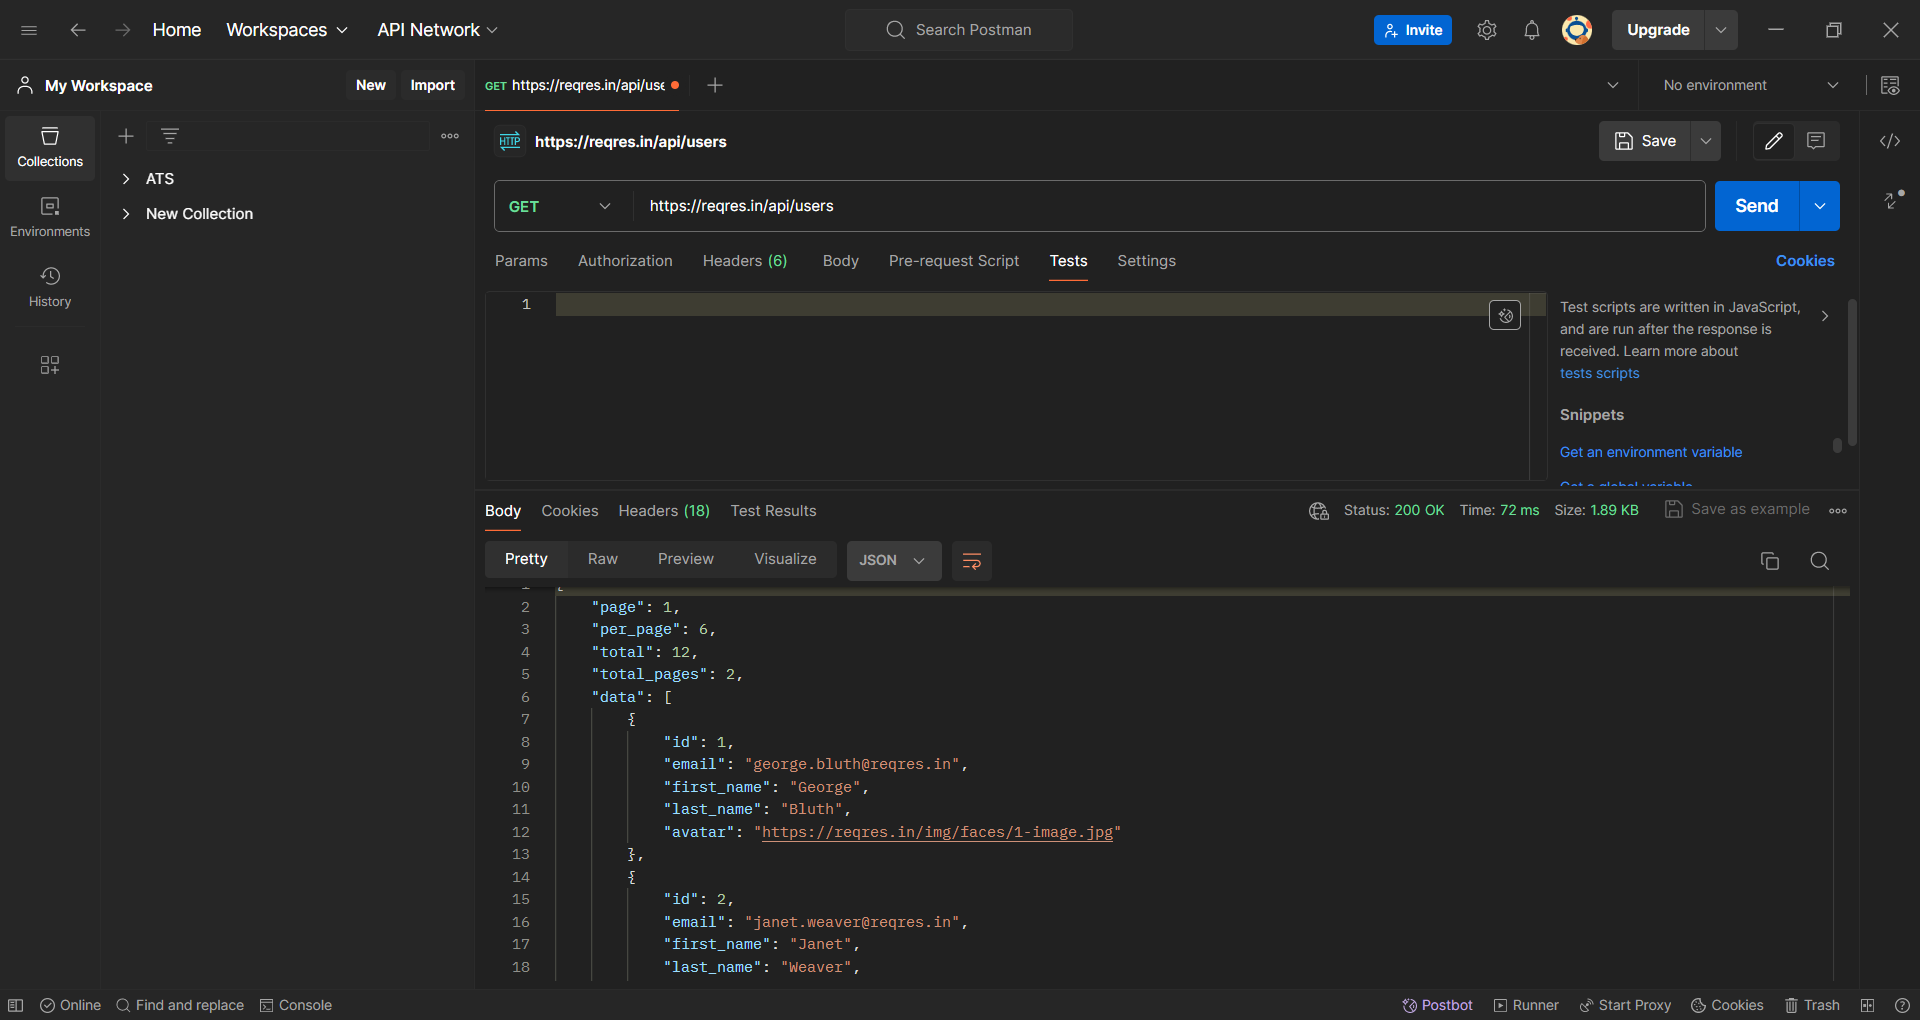 Home Workspaces API Network Search Postman Invite Upgrade
My Workspace New Import GET https://reqres.in/api/use No environment
HTTP https://reqres.in/api/users Save
Collections
ATS
New Collection
Environments
History
GET https://reqres.in/api/users Send
Params Authorization Headers (6) Body Pre-request Script Tests Settings Cookies
1
Test scripts are written in JavaScript,
and are run after the response is
received. Learn more about
tests scripts
Snippets
Get an environment variable
Get a global variable
Body Cookies Headers (18) Test Results Status: 200 OK Time: 72 ms Size: 1.89 KB Save as example
Pretty Raw Preview Visualize JSON
1 {
2 "page": 1,
3 "per_page": 6,
4 "total": 12,
5 "total_pages": 2,
6 "data": [
7 {
8 "id": 1,
9 "email": "george.bluth@reqres.in",
10 "first_name": "George",
11 "last_name": "Bluth",
12 "avatar": "https://reqres.in/img/faces/1-image.jpg"
13 },
14 {
15 "id": 2,
16 "email": "janet.weaver@reqres.in",
17 "first_name": "Janet",
18 "last_name": "Weaver",
Online Find and replace Console Postbot Runner Start Proxy Cookies Trash